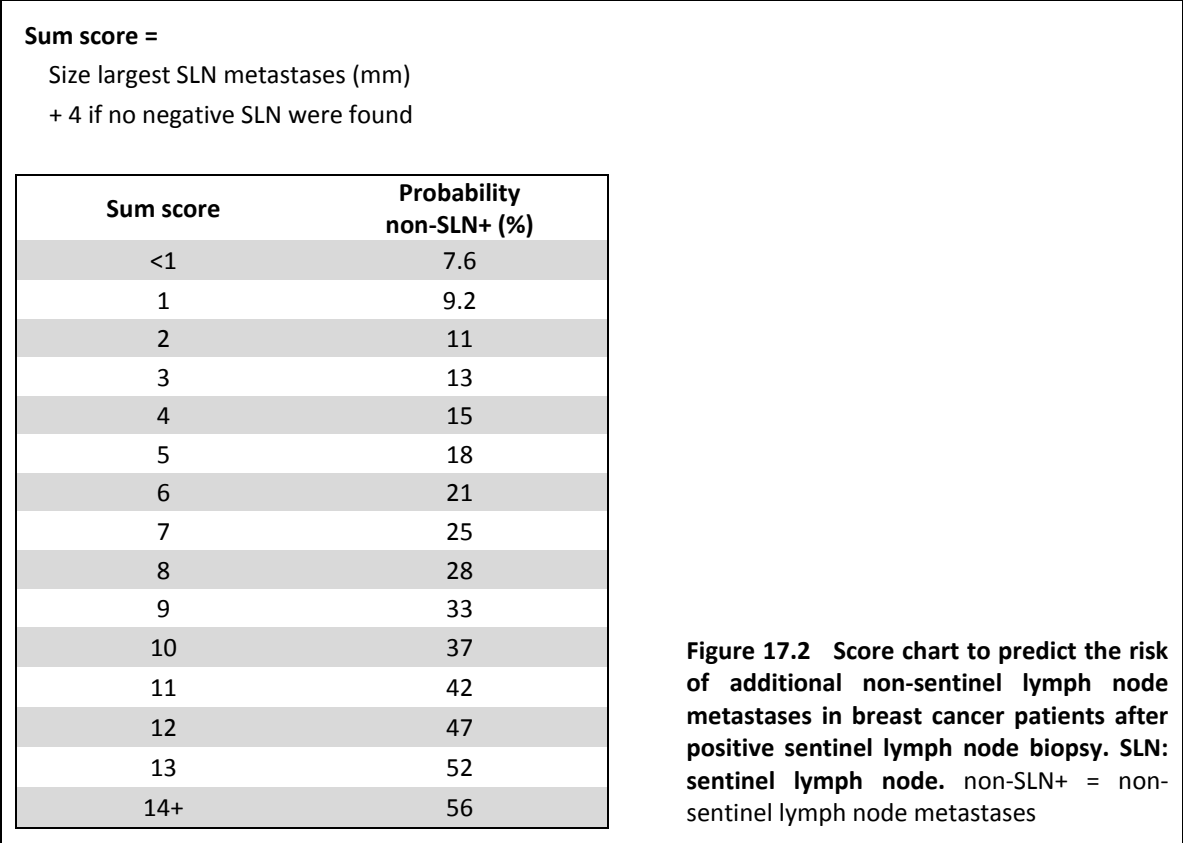 Sum score =
Size largest SLN metastases (mm)
+ 4 if no negative SLN were found
Sum score Probability
non-SLN+ (%)
<1 7.6
1 9.2
2 11
3 13
4 15
5 18
6 21
7 25
8 28
9 33
10 37
11 42
12 47
13 52
14+ 56
Figure 17.2 Score chart to predict the risk
of additional non-sentinel lymph node
metastases in breast cancer patients after
positive sentinel lymph node biopsy. SLN:
sentinel lymph node. non-SLN+ = non-
sentinel lymph node metastases